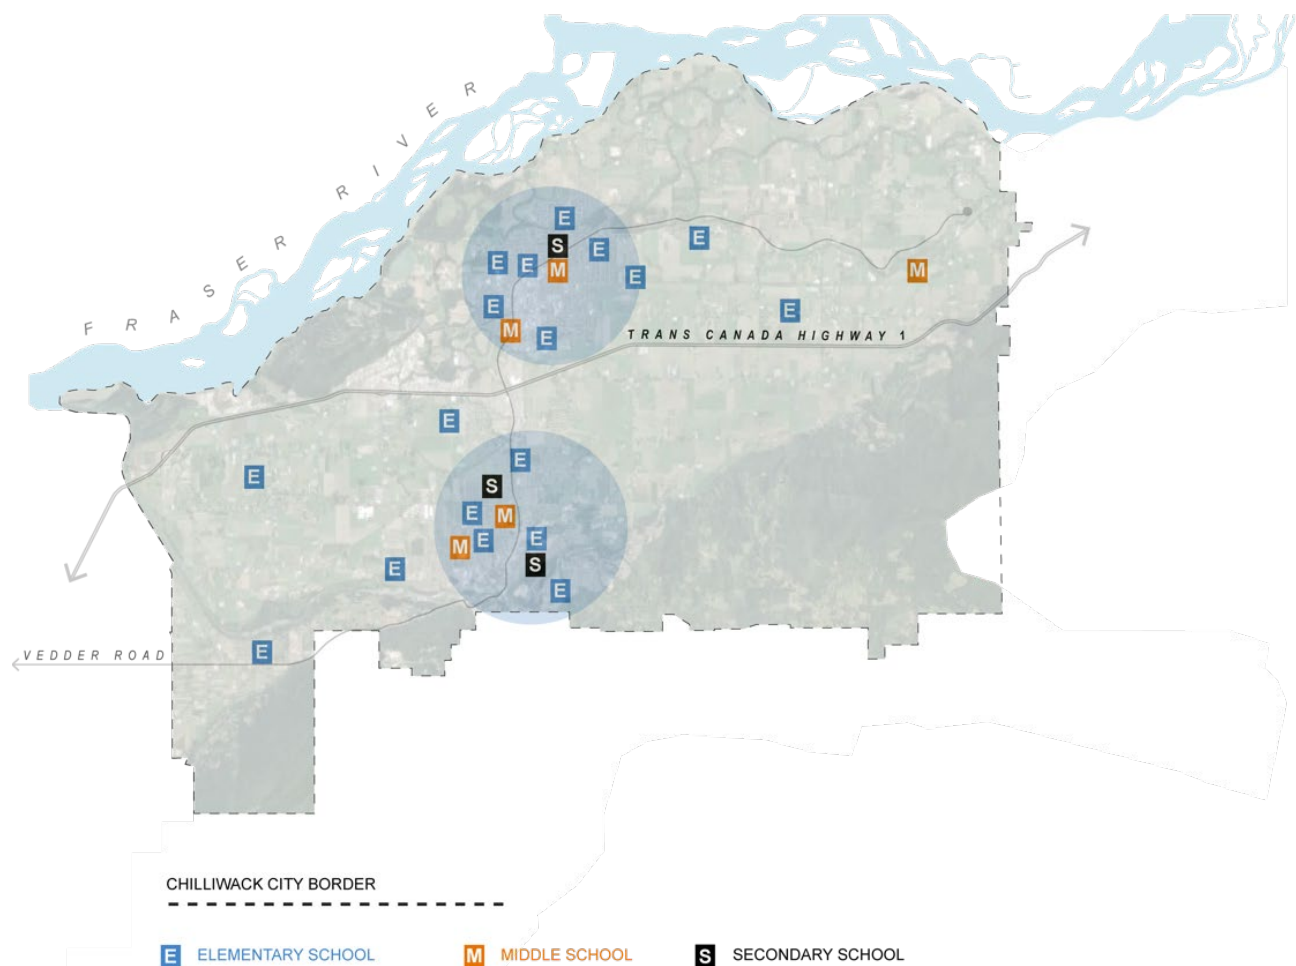 FRASER RIVER
E
S
E
E
E
E
M
E
E
M
M
E
E
E
TRANS CANADA HIGHWAY 1
E
E
E
S
E
M
E
E
M
S
E
E
E
VEDDER ROAD
CHILLIWACK CITY BORDER
E ELEMENTARY SCHOOL
M MIDDLE SCHOOL
S SECONDARY SCHOOL